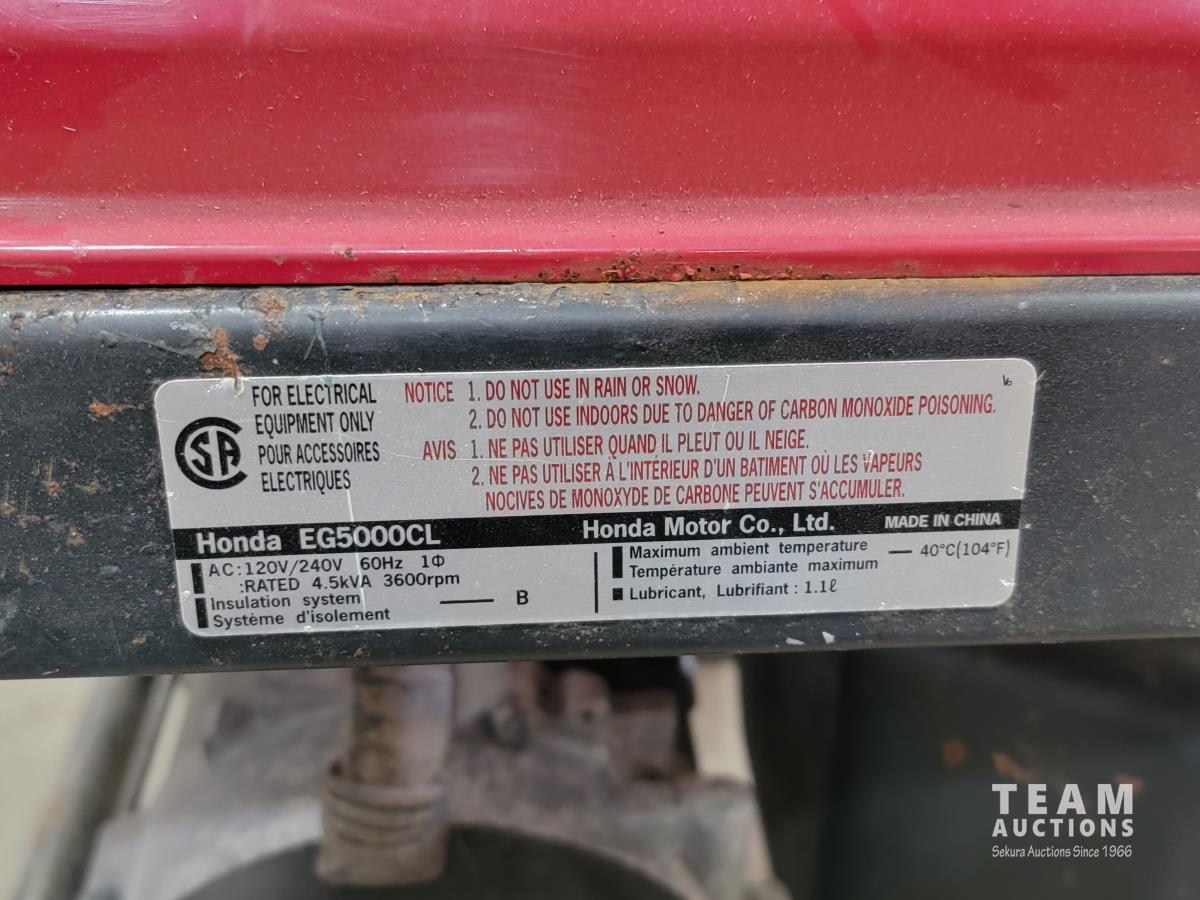 FOR ELECTRICAL
EQUIPMENT ONLY
POUR ACCESSOIRES
ELECTRIQUES
NOTICE 1. DO NOT USE IN RAIN OR SNOW.
2. DO NOT USE INDOORS DUE TO DANGER OF CARBON MONOXIDE POISONING.
AVIS 1. NE PAS UTILISER QUAND IL PLEUT OU IL NEIGE.
2. NE PAS UTILISER À L'INTÉRIEUR D'UN BATIMENT OÙ LES VAPEURS
NOCIVES DE MONOXYDE DE CARBONE PEUVENT S'ACCUMULER.
Honda EG5000CL Honda Motor Co., Ltd. MADE IN CHINA
AC:120V/240V 60Hz 1Φ
:RATED 4.5kVA 3600rpm
Insulation system
Système d'isolement — B
Maximum ambient temperature
Température ambiante maximum — 40°C(104°F)
Lubricant, Lubrifiant : 1.1ℓ
TEAM
AUCTIONS
Sekura Auctions Since 1966